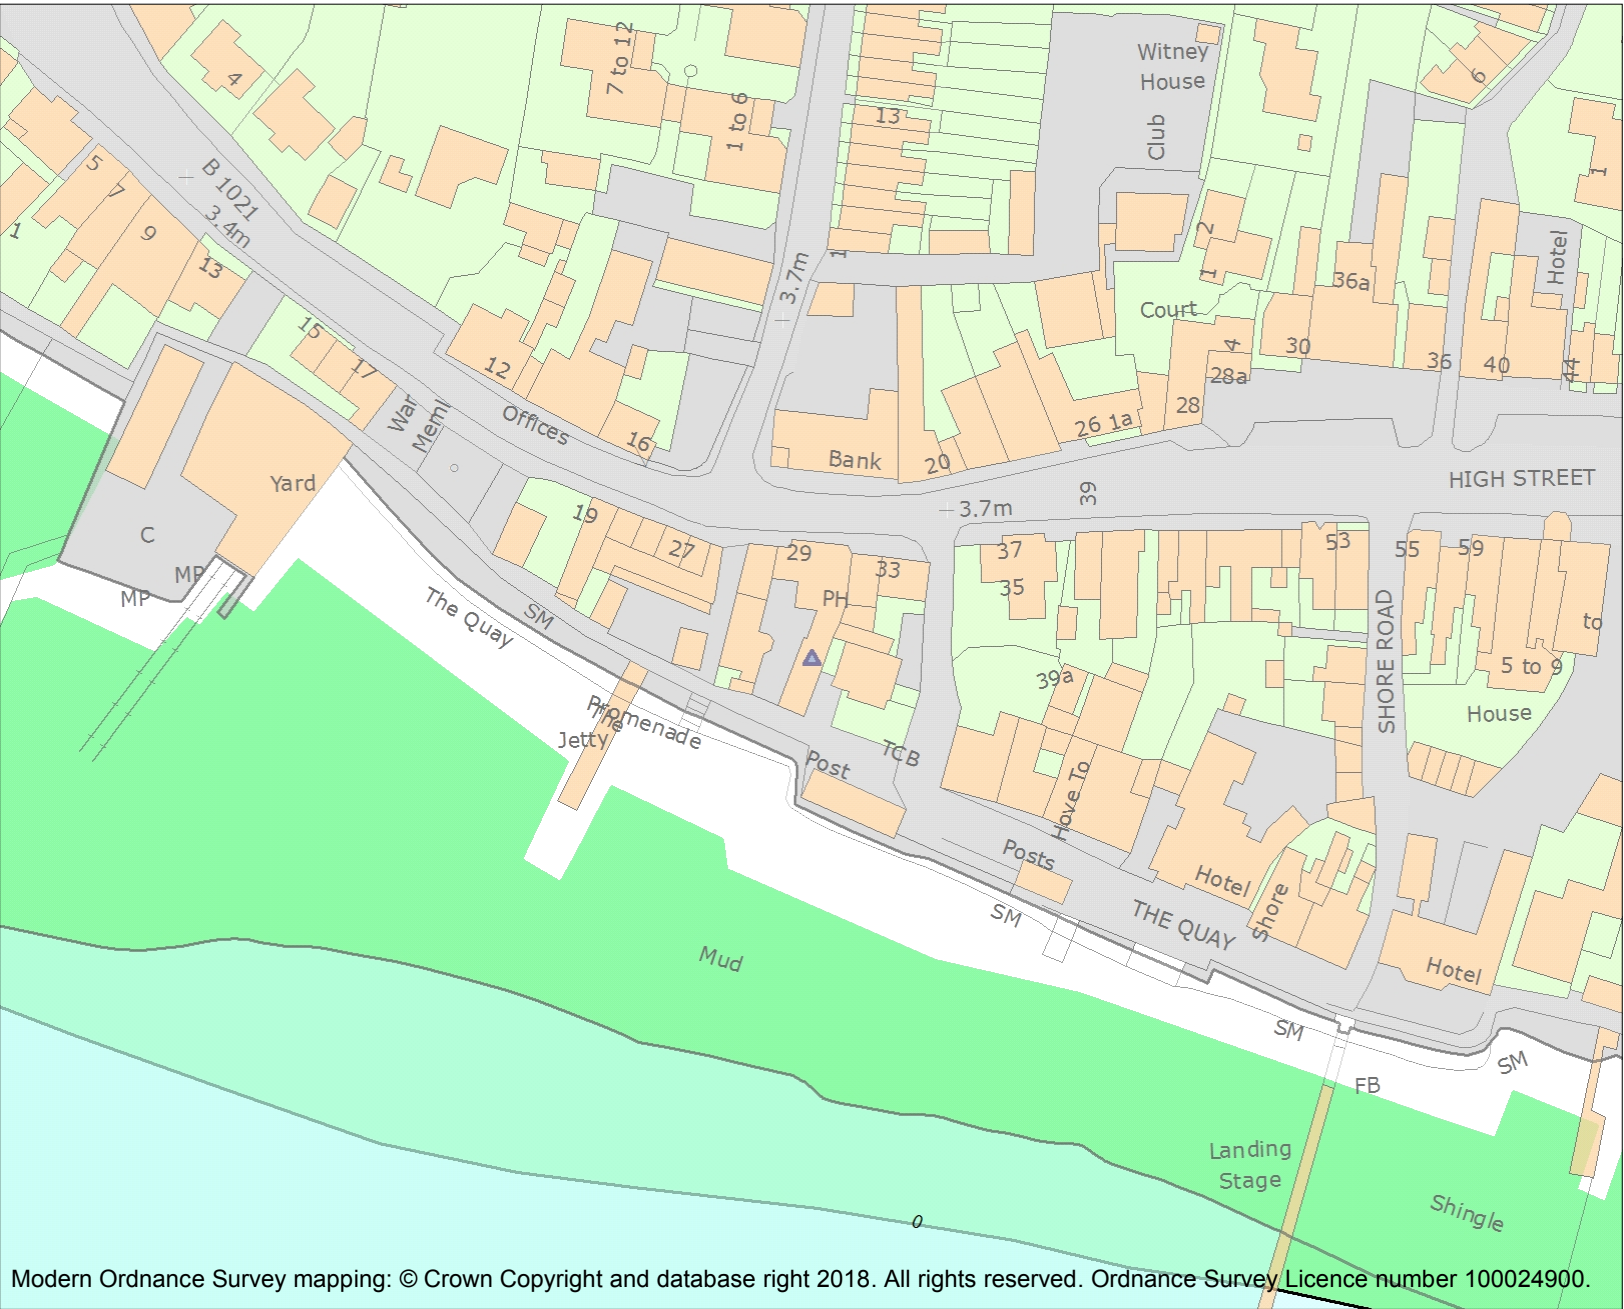 7 to 12
Witney
House
4
6
1 to 6
13
Club
1
5
7
B 1021
3.4m
9
1
13
2
1
1
3.7m
Hotel
36a
Court
15
17
12
4
30
28a
36
40
44
28
War
Meml
Offices
16
Bank
20
26 1a
HIGH STREET
Yard
39
3.7m
19
C
27
29
33
37
35
53
55
59
MP
MP
The Quay
SM
PH
SHORE ROAD
to
5 to 9
39a
House
The
Promenade
Jetty
Post
TCB
Hove To
Posts
Hotel
SM
Shore
THE QUAY
Mud
Hotel
SM
SM
FB
Landing
Stage
Shingle
0
Modern Ordnance Survey mapping: © Crown Copyright and database right 2018. All rights reserved. Ordnance Survey Licence number 100024900.